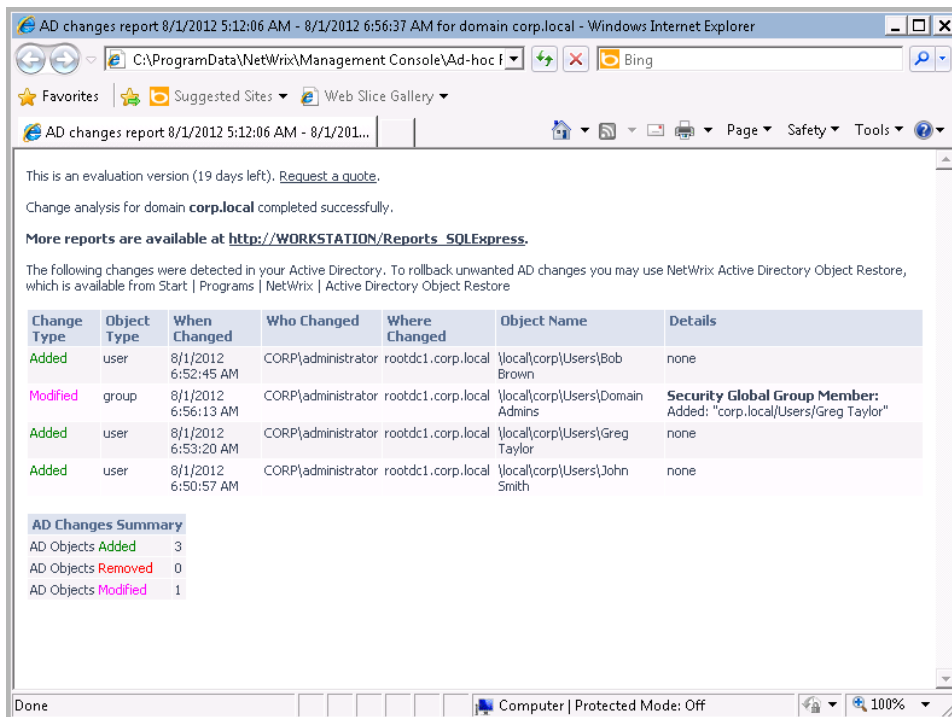 AD changes report 8/1/2012 5:12:06 AM - 8/1/2012 6:56:37 AM for domain corp.local - Windows Internet Explorer
C:\ProgramData\NetWrix\Management Console\Ad-hoc F
Bing
Favorites Suggested Sites Web Slice Gallery
AD changes report 8/1/2012 5:12:06 AM - 8/1/201... Page Safety Tools
This is an evaluation version (19 days left). Request a quote.
Change analysis for domain corp.local completed successfully.
More reports are available at http://WORKSTATION/Reports_SQLExpress.
The following changes were detected in your Active Directory. To rollback unwanted AD changes you may use NetWrix Active Directory Object Restore,
which is available from Start | Programs | NetWrix | Active Directory Object Restore
Change Type Object Type When Changed Who Changed Where Changed Object Name Details
Added user 8/1/2012 6:52:45 AM CORP\administrator rootdc1.corp.local \local\corp\Users\Bob Brown none
Modified group 8/1/2012 6:56:13 AM CORP\administrator rootdc1.corp.local \local\corp\Users\Domain Admins Security Global Group Member: Added: "corp.local/Users/Greg Taylor"
Added user 8/1/2012 6:53:20 AM CORP\administrator rootdc1.corp.local \local\corp\Users\Greg Taylor none
Added user 8/1/2012 6:50:57 AM CORP\administrator rootdc1.corp.local \local\corp\Users\John Smith none
AD Changes Summary
AD Objects Added 3
AD Objects Removed 0
AD Objects Modified 1
Done Computer | Protected Mode: Off 100%